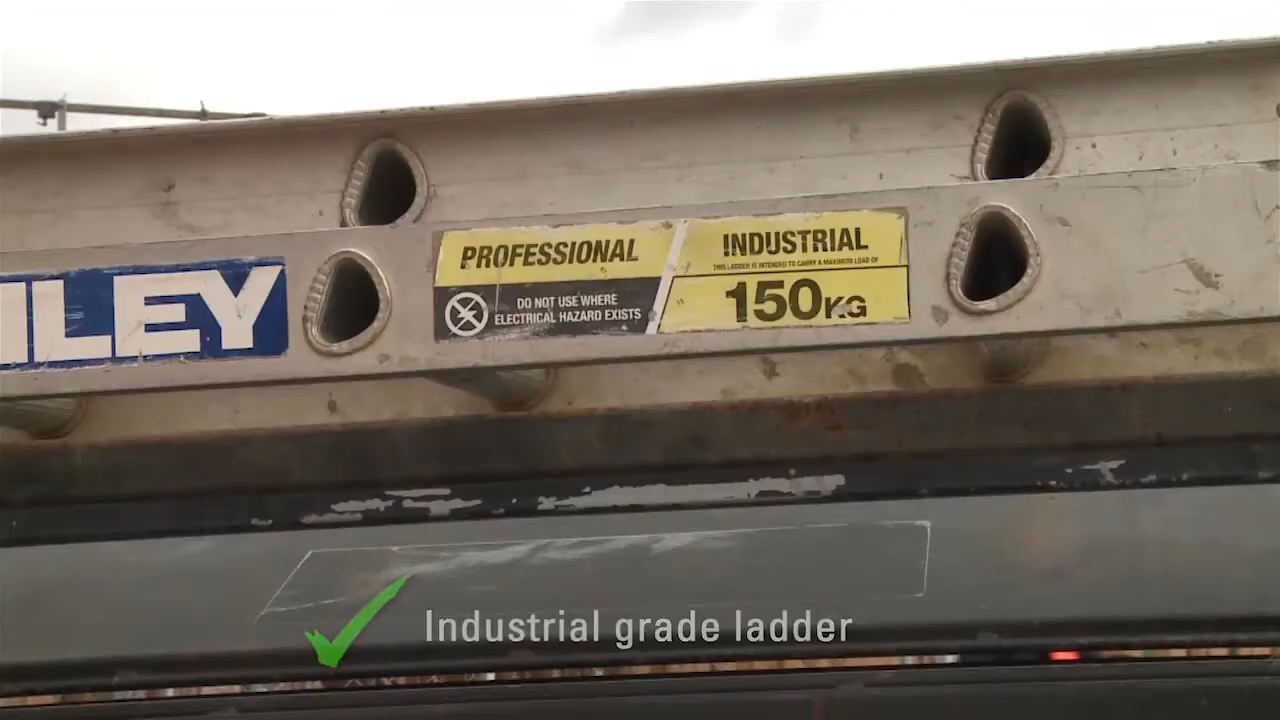 PROFESSIONAL
DO NOT USE WHERE
ELECTRICAL HAZARD EXISTS
INDUSTRIAL
THIS LADDER IS INTENDED TO CARRY A MAXIMUM LOAD OF
150KG
LEY
Industrial grade ladder